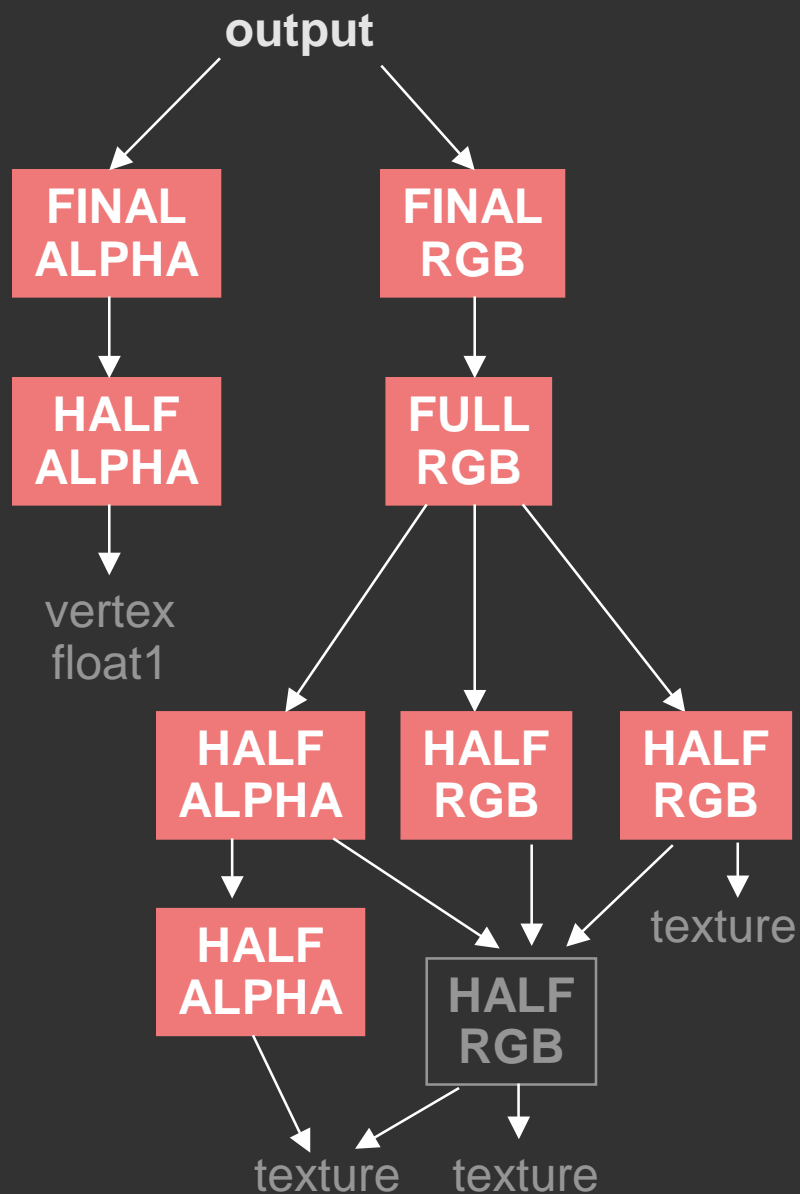 output
FINAL
ALPHA
FINAL
RGB
HALF
ALPHA
FULL
RGB
vertex
float1
HALF
ALPHA
HALF
RGB
HALF
RGB
texture
HALF
ALPHA
HALF
RGB
texture
texture